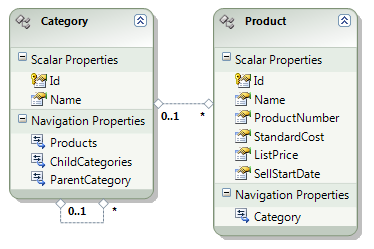 Category
Scalar Properties
Id
Name
Navigation Properties
Products
ChildCategories
ParentCategory
0..1 *
0..1 *
Product
Scalar Properties
Id
Name
ProductNumber
StandardCost
ListPrice
SellStartDate
Navigation Properties
Category